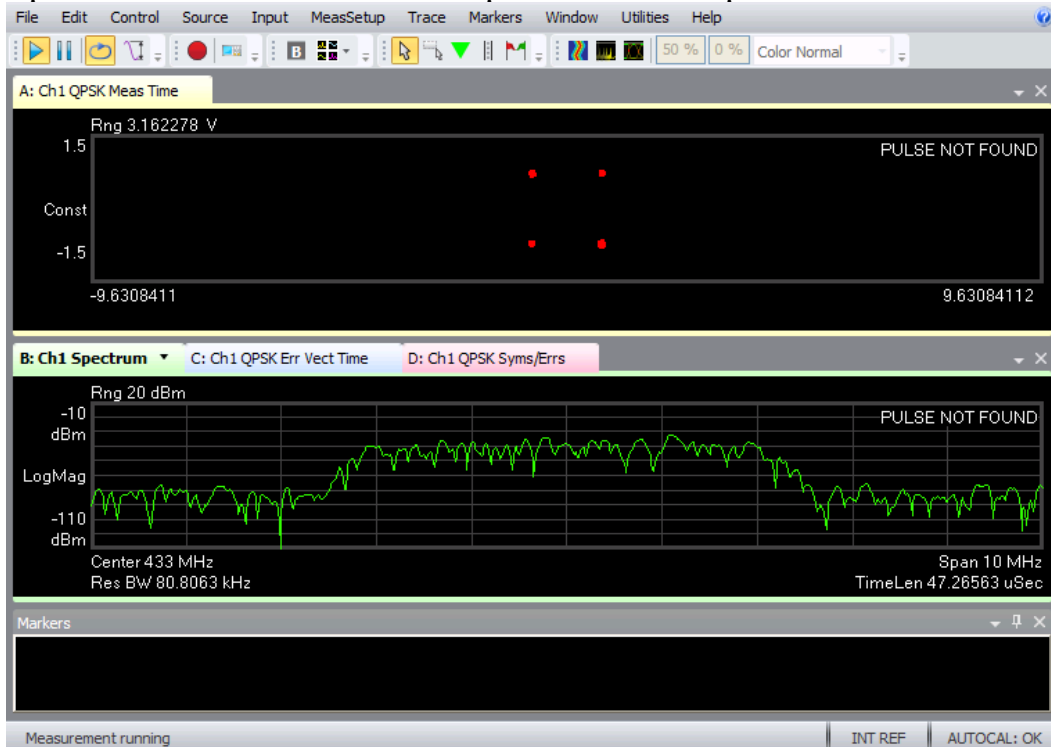 File Edit Control Source Input MeasSetup Trace Markers Window Utilities Help
B 50 % 0 % Color Normal
A: Ch1 QPSK Meas Time
Rng 3.162278 V
1.5
PULSE NOT FOUND
Const
-1.5
-9.6308411 9.63084112
B: Ch1 Spectrum C: Ch1 QPSK Err Vect Time D: Ch1 QPSK Syms/Errs
Rng 20 dBm
-10
PULSE NOT FOUND
dBm
LogMag
-110
dBm
Center 433 MHz Span 10 MHz
Res BW 80.8063 kHz TimeLen 47.26563 uSec
Markers
Measurement running INT REF AUTOCAL: OK